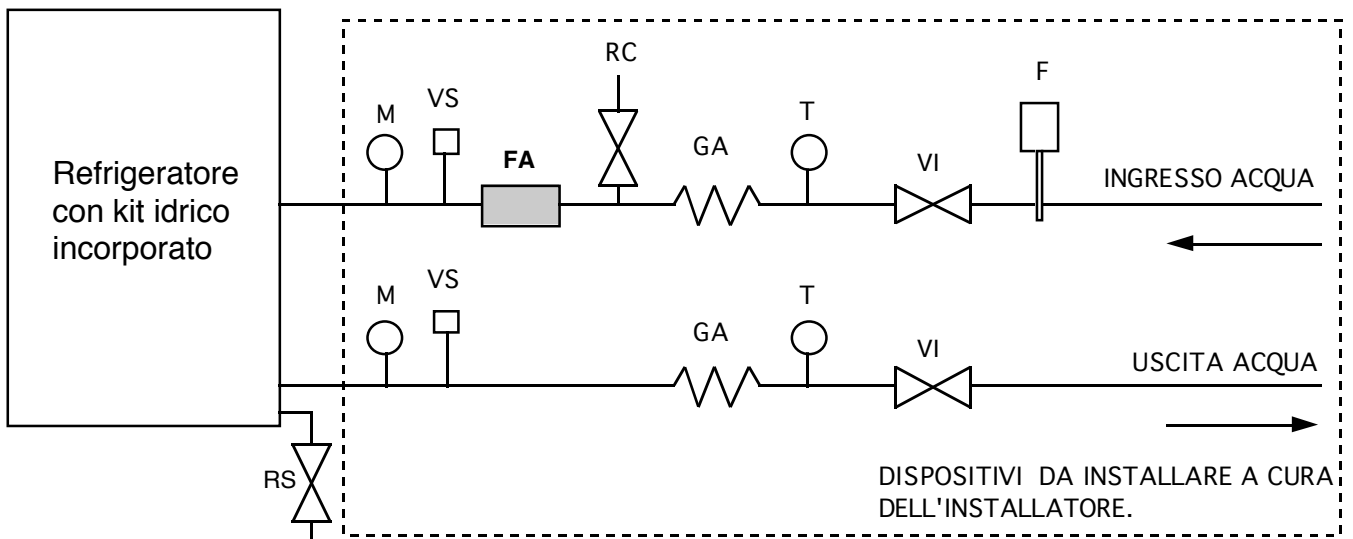 RC
F
M
VS
FA
GA
T
VI
INGRESSO ACQUA
Refrigeratore
con kit idrico
incorporato
M
VS
GA
T
VI
USCITA ACQUA
RS
DISPOSITIVI DA INSTALLARE A CURA
DELL'INSTALLATORE.